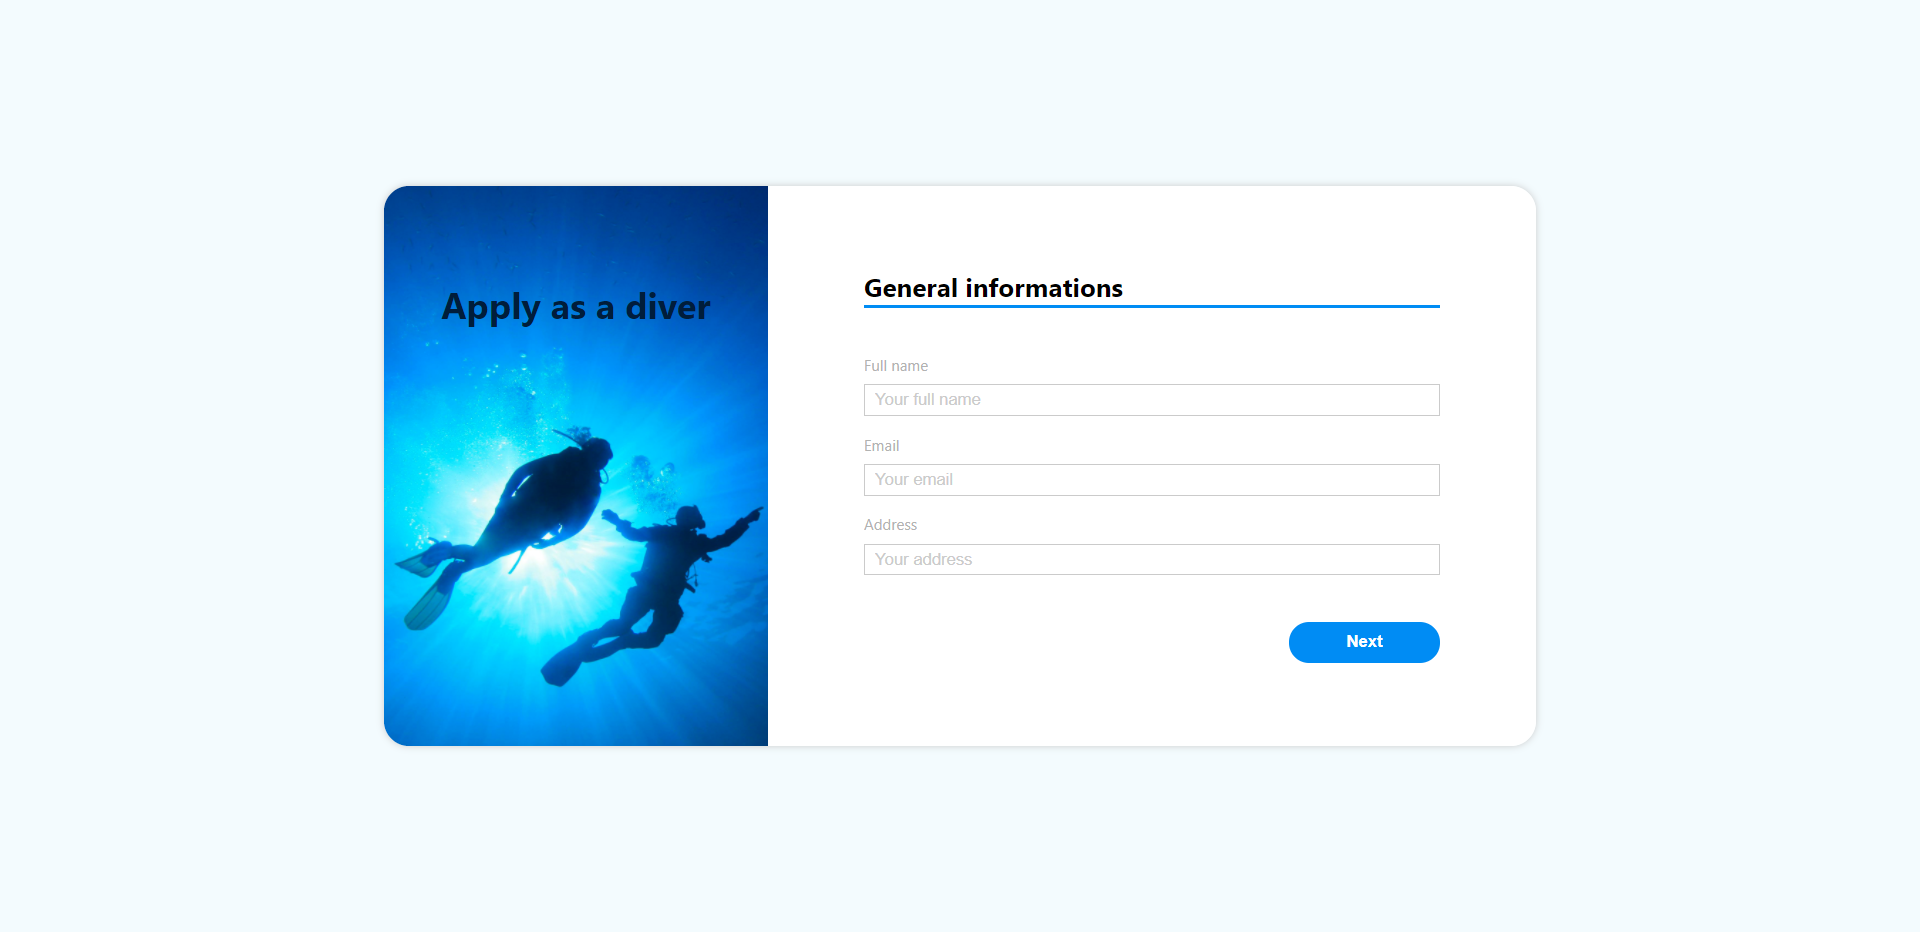 Apply as a diver
General informations
Full name
Your full name
Email
Your email
Address
Your address
Next